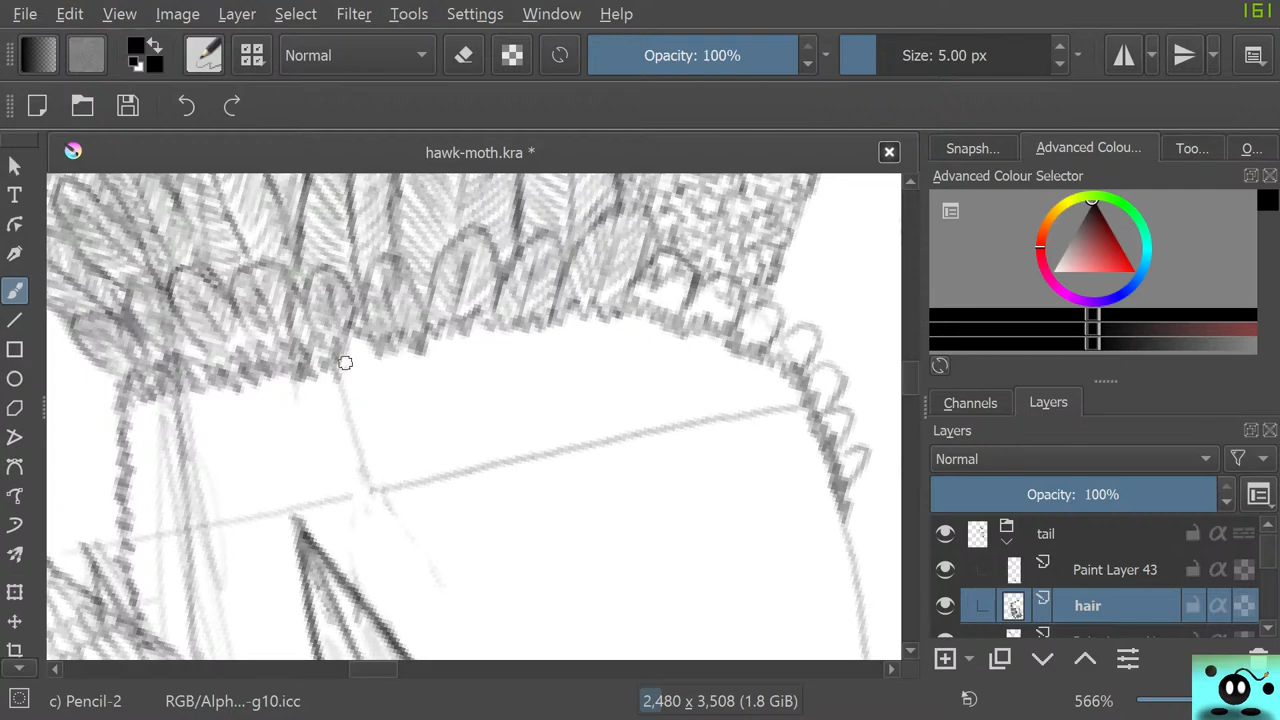 File Edit View Image Layer Select Filter Tools Settings Window Help
161
Normal
Opacity: 100%
Size: 5.00 px
hawk-moth.kra *
Snapsh...
Advanced Colou...
Too...
O...
Advanced Colour Selector
Channels
Layers
Layers
Normal
Opacity: 100%
tail
Paint Layer 43
hair
c) Pencil-2
RGB/Alph...-g10.icc
2,480 x 3,508 (1.8 GiB)
566%